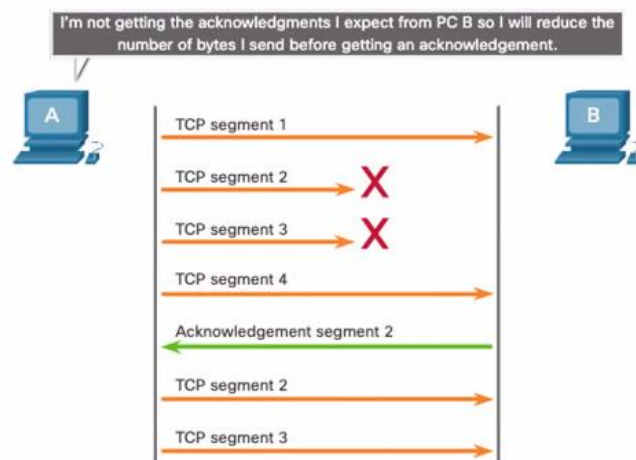 I'm not getting the acknowledgments I expect from PC B so I will reduce the
number of bytes I send before getting an acknowledgement.
A
B
TCP segment 1
TCP segment 2
X
TCP segment 3
X
TCP segment 4
Acknowledgement segment 2
TCP segment 2
TCP segment 3